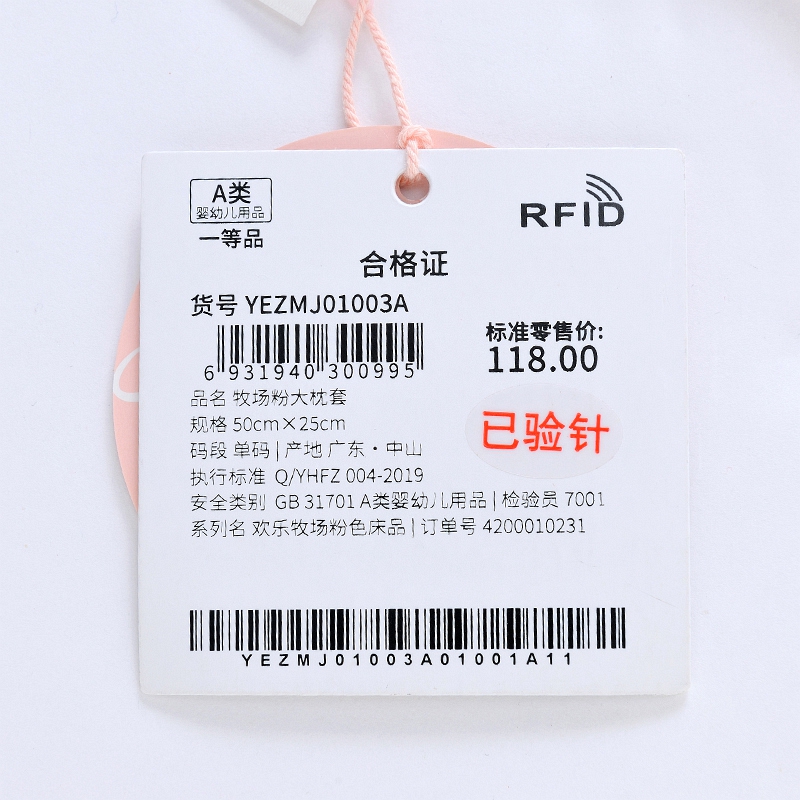 A类
婴幼儿用品
一等品
RFID
合格证
货号 YEZMJ01003A
6 931940 300995
标准零售价:
118.00
品名 牧场粉大枕套
规格 50cm×25cm
码段 单码 | 产地 广东·中山
已验针
执行标准 Q/YHFZ 004-2019
安全类别 GB 31701 A类婴幼儿用品 | 检验员 7001
系列名 欢乐牧场粉色床品 | 订单号 4200010231
YEZMJ01003A01001A11